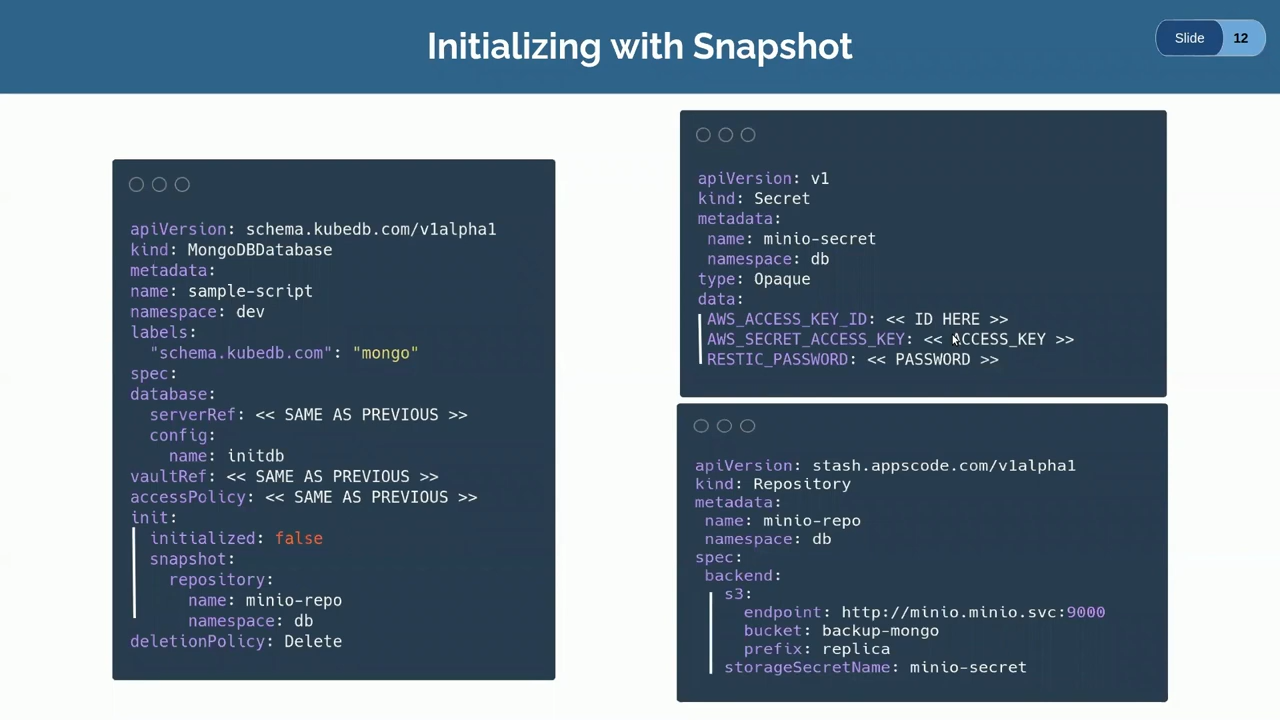 Initializing with Snapshot
Slide 12
apiVersion: schema.kubedb.com/v1alpha1
kind: MongoDBDatabase
metadata:
name: sample-script
namespace: dev
labels:
  "schema.kubedb.com": "mongo"
spec:
database:
  serverRef: << SAME AS PREVIOUS >>
  config:
    name: initdb
vaultRef: << SAME AS PREVIOUS >>
accessPolicy: << SAME AS PREVIOUS >>
init:
  initialized: false
  snapshot:
    repository:
      name: minio-repo
      namespace: db
deletionPolicy: Delete
apiVersion: v1
kind: Secret
metadata:
 name: minio-secret
 namespace: db
type: Opaque
data:
 AWS_ACCESS_KEY_ID: << ID HERE >>
 AWS_SECRET_ACCESS_KEY: << ACCESS_KEY >>
 RESTIC_PASSWORD: << PASSWORD >>
apiVersion: stash.appscode.com/v1alpha1
kind: Repository
metadata:
 name: minio-repo
 namespace: db
spec:
 backend:
   s3:
     endpoint: http://minio.minio.svc:9000
     bucket: backup-mongo
     prefix: replica
   storageSecretName: minio-secret